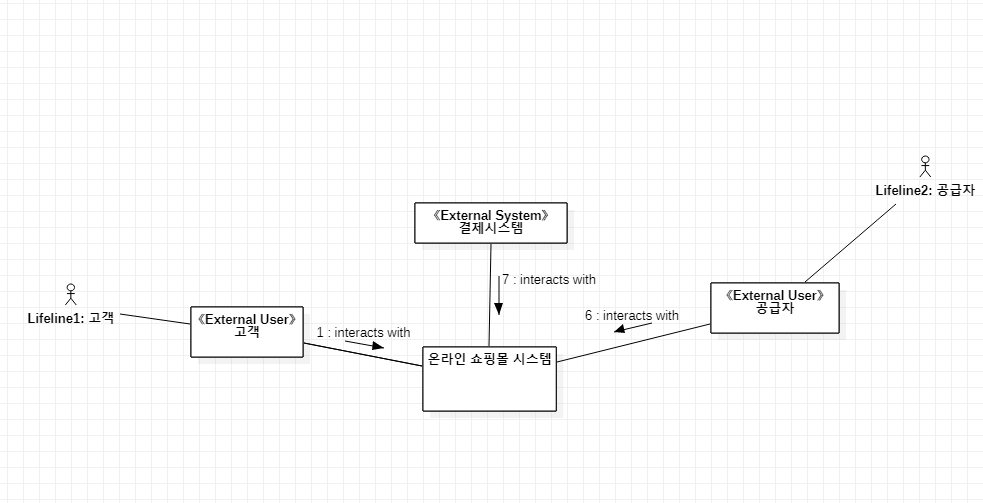 Lifeline2: 공급자
《External System》
결제시스템
7 : interacts with
《External User》
공급자
Lifeline1: 고객
《External User》
고객
1 : interacts with
6 : interacts with
온라인 쇼핑몰 시스템